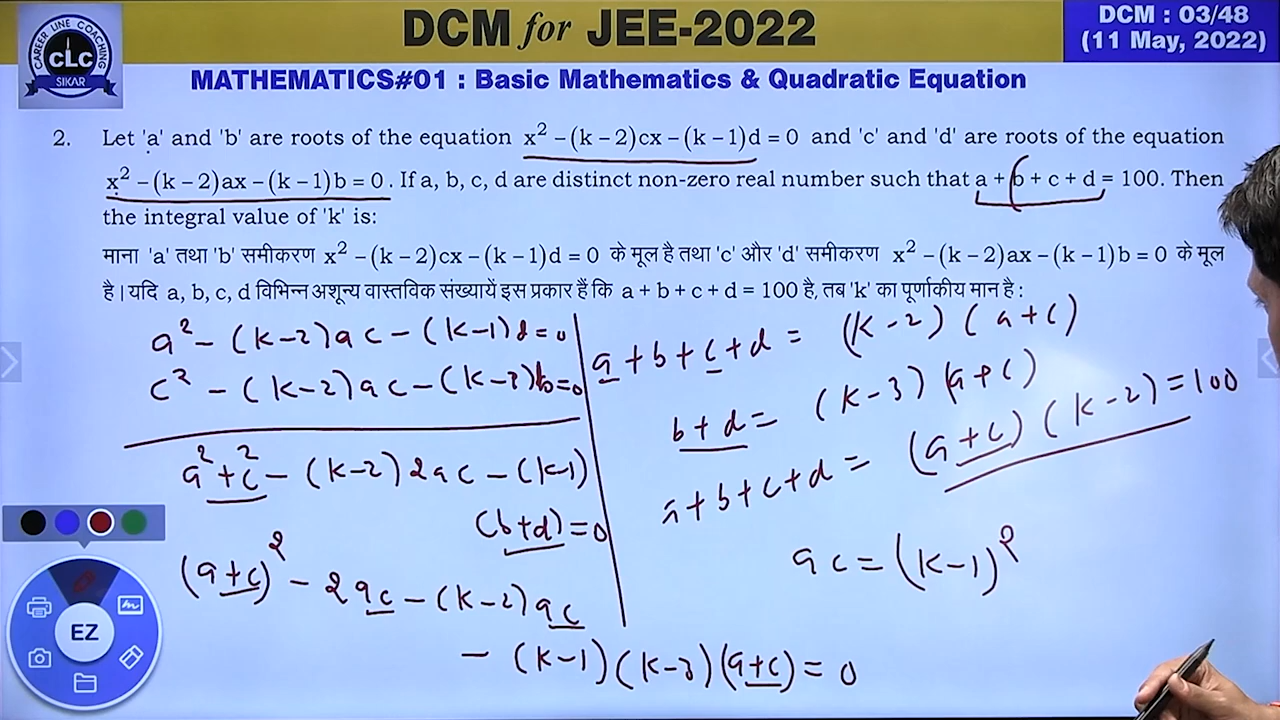 CAREER LINE COACHING
CLC
SIKAR
DCM for JEE-2022
DCM : 03/48
(11 May, 2022)
MATHEMATICS#01 : Basic Mathematics & Quadratic Equation
2. Let 'a' and 'b' are roots of the equation x² −(k−2)cx−(k−1)d = 0 and 'c' and 'd' are roots of the equation
x² −(k−2)ax−(k−1)b = 0. If a, b, c, d are distinct non-zero real number such that a + b + c + d = 100. Then
the integral value of 'k' is:
माना 'a' तथा 'b' समीकरण x² −(k−2)cx−(k−1)d = 0 के मूल है तथा 'c' और 'd' समीकरण x² −(k−2)ax−(k−1)b = 0 के मूल
है। यदि a, b, c, d विभिन्न अशून्य वास्तविक संख्यायें इस प्रकार हैं कि a + b + c + d = 100 है, तब 'k' का पूर्णाकीय मान है :
a² − (k−2)ac − (k−1)d = 0
c² − (k−2)ac − (k−3)b = 0
a² + c² − (k−2)2ac − (k−1)
(b+d) = 0
(a+c)² − 2ac − (k−2)ac
− (k−1)(k−3)(a+c) = 0
a + b + c + d = (k−2)(a+c)
b + d = (k−3)(a+c)
a + b + c + d = (a+c)(k−2) = 100
ac = (k−1)²
EZ